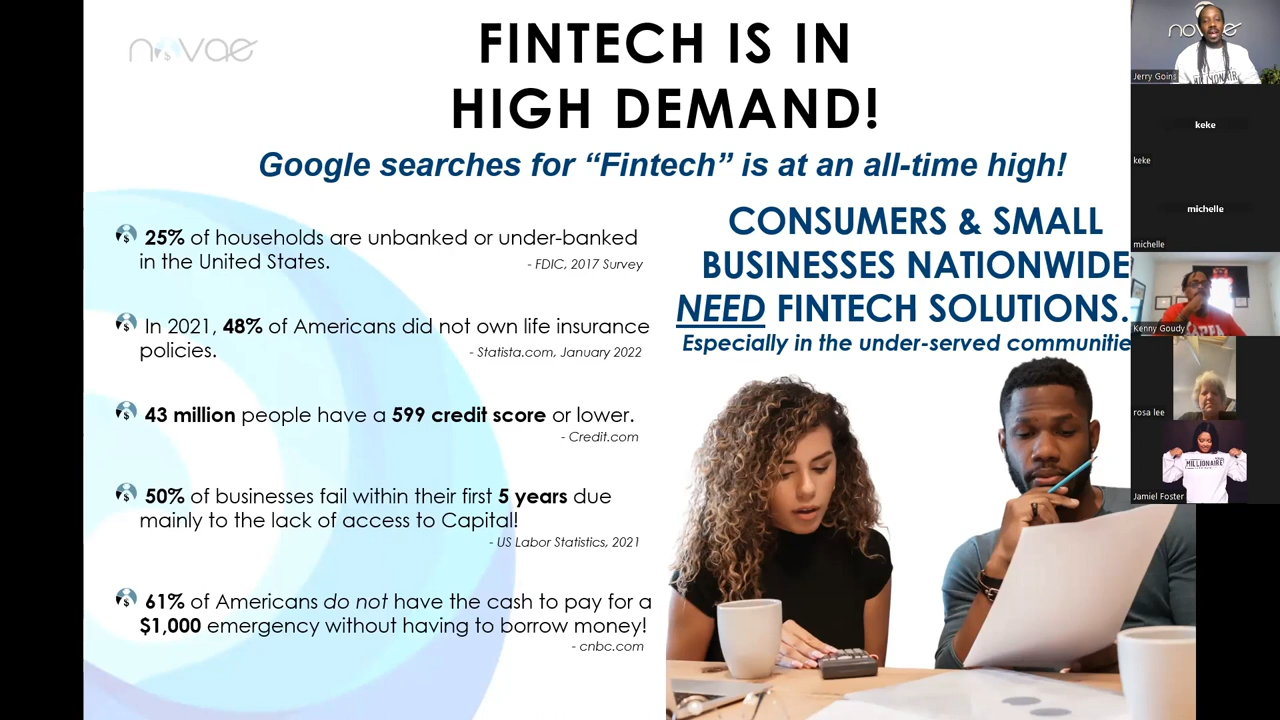 novae
FINTECH IS IN
HIGH DEMAND!
Google searches for “Fintech” is at an all-time high!
25% of households are unbanked or under-banked
in the United States.
- FDIC, 2017 Survey
In 2021, 48% of Americans did not own life insurance
policies.
- Statista.com, January 2022
43 million people have a 599 credit score or lower.
- Credit.com
50% of businesses fail within their first 5 years due
mainly to the lack of access to Capital!
- US Labor Statistics, 2021
61% of Americans do not have the cash to pay for a
$1,000 emergency without having to borrow money!
- cnbc.com
CONSUMERS & SMALL
BUSINESSES NATIONWIDE
NEED FINTECH SOLUTIONS.
Especially in the under-served communitie
Jerry Goins
keke
keke
michelle
michelle
Kenny Goudy
rosa lee
MILLIONAIRE
Jamiel Foster